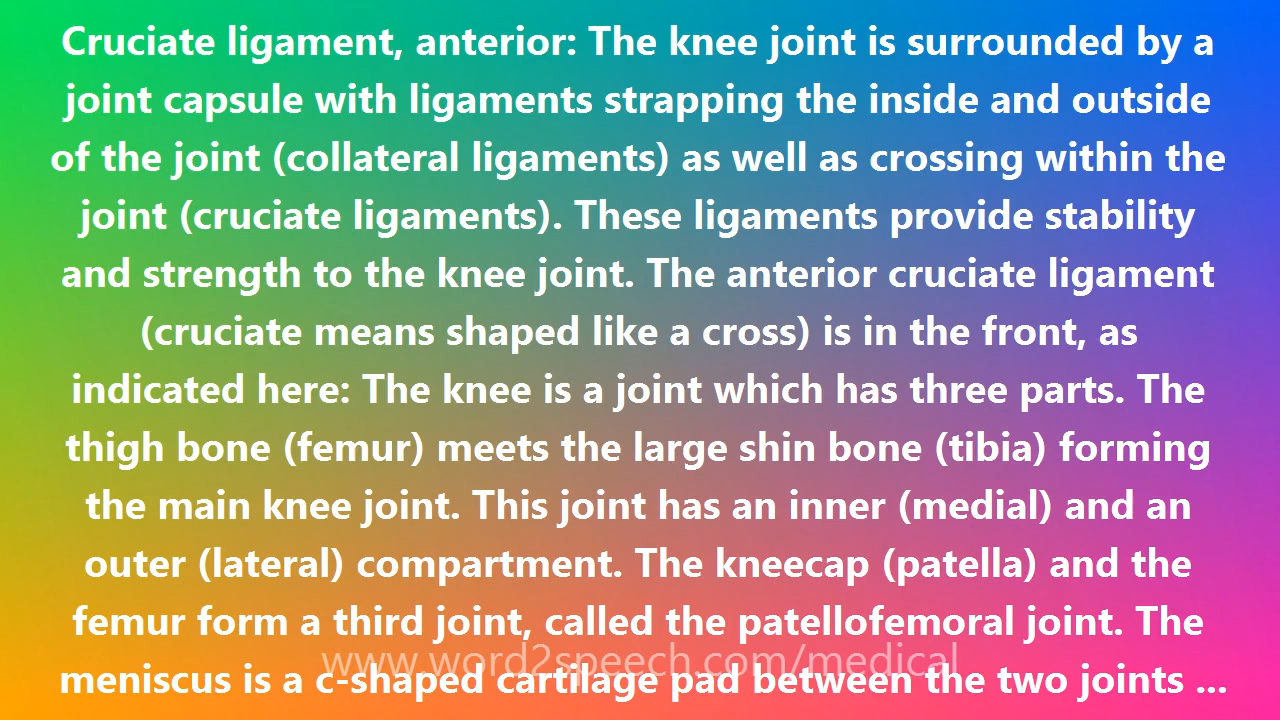 Cruciate ligament, anterior: The knee joint is surrounded by a
joint capsule with ligaments strapping the inside and outside
of the joint (collateral ligaments) as well as crossing within the
joint (cruciate ligaments). These ligaments provide stability
and strength to the knee joint. The anterior cruciate ligament
(cruciate means shaped like a cross) is in the front, as
indicated here: The knee is a joint which has three parts. The
thigh bone (femur) meets the large shin bone (tibia) forming
the main knee joint. This joint has an inner (medial) and an
outer (lateral) compartment. The kneecap (patella) and the
femur form a third joint, called the patellofemoral joint. The
www.word2speech.com/medical
meniscus is a c-shaped cartilage pad between the two joints ...